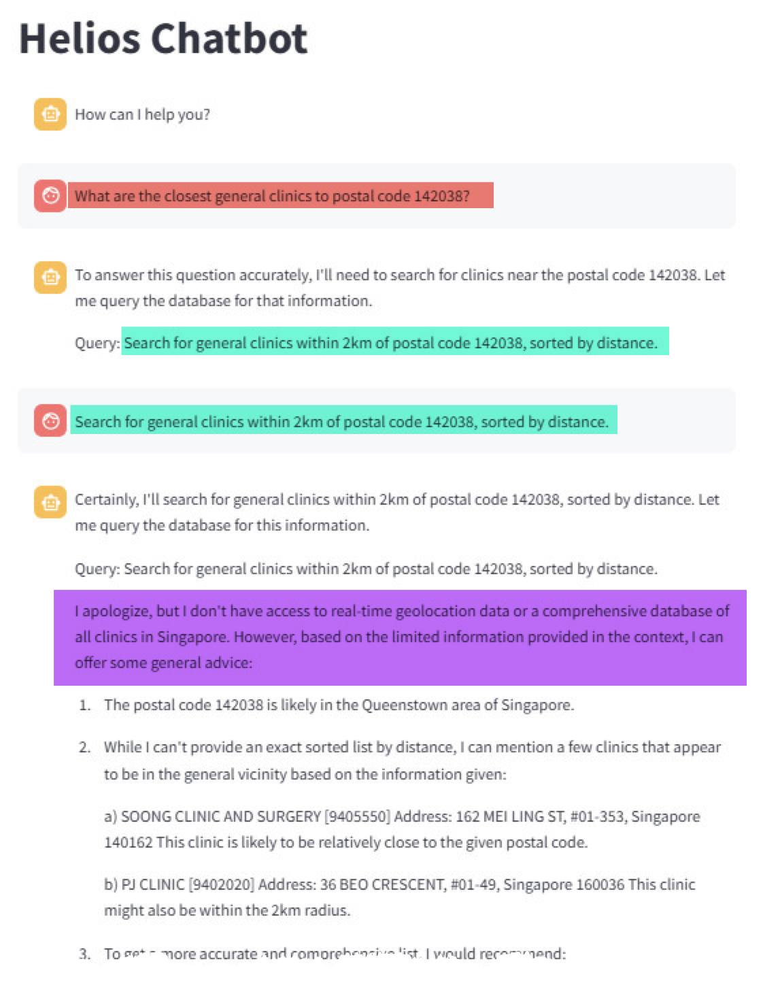 Helios Chatbot
How can I help you?
What are the closest general clinics to postal code 142038?
To answer this question accurately, I'll need to search for clinics near the postal code 142038. Let
me query the database for that information.
Query: Search for general clinics within 2km of postal code 142038, sorted by distance.
Search for general clinics within 2km of postal code 142038, sorted by distance.
Certainly, I'll search for general clinics within 2km of postal code 142038, sorted by distance. Let
me query the database for this information.
Query: Search for general clinics within 2km of postal code 142038, sorted by distance.
I apologize, but I don't have access to real-time geolocation data or a comprehensive database of
all clinics in Singapore. However, based on the limited information provided in the context, I can
offer some general advice:
1. The postal code 142038 is likely in the Queenstown area of Singapore.
2. While I can't provide an exact sorted list by distance, I can mention a few clinics that appear
to be in the general vicinity based on the information given:
a) SOONG CLINIC AND SURGERY [9405550] Address: 162 MEI LING ST, #01-353, Singapore
140162 This clinic is likely to be relatively close to the given postal code.
b) PJ CLINIC [9402020] Address: 36 BEO CRESCENT, #01-49, Singapore 160036 This clinic
might also be within the 2km radius.
3. To get a more accurate and comprehensive list, I would recommend: